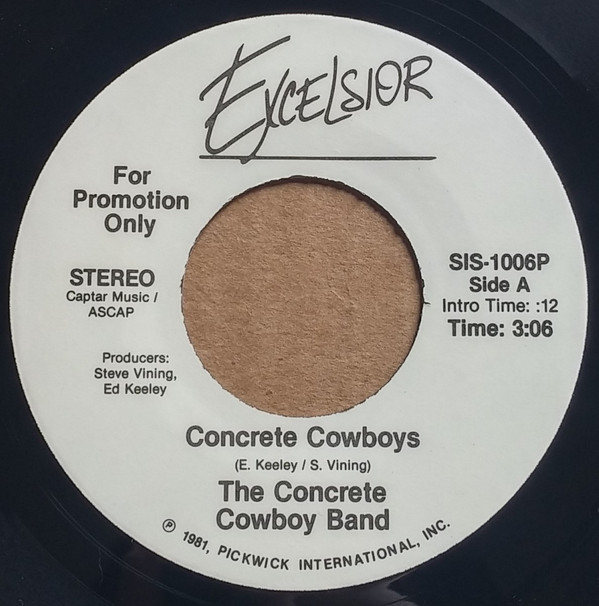 EXCELSIOR
For
Promotion
Only
STEREO
Captar Music /
ASCAP
Producers:
Steve Vining,
Ed Keeley
SIS-1006P
Side A
Intro Time: :12
Time: 3:06
Concrete Cowboys
(E. Keeley / S. Vining)
The Concrete
Cowboy Band
℗ 1981, PICKWICK INTERNATIONAL, INC.